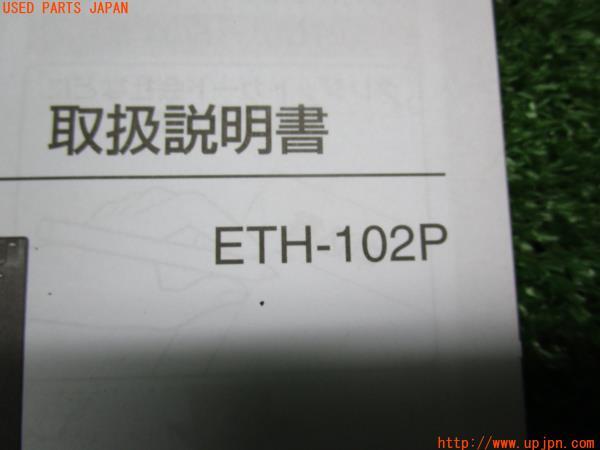 USED PARTS JAPAN
取扱説明書
ETH-102P
http://www.upjpn.com/